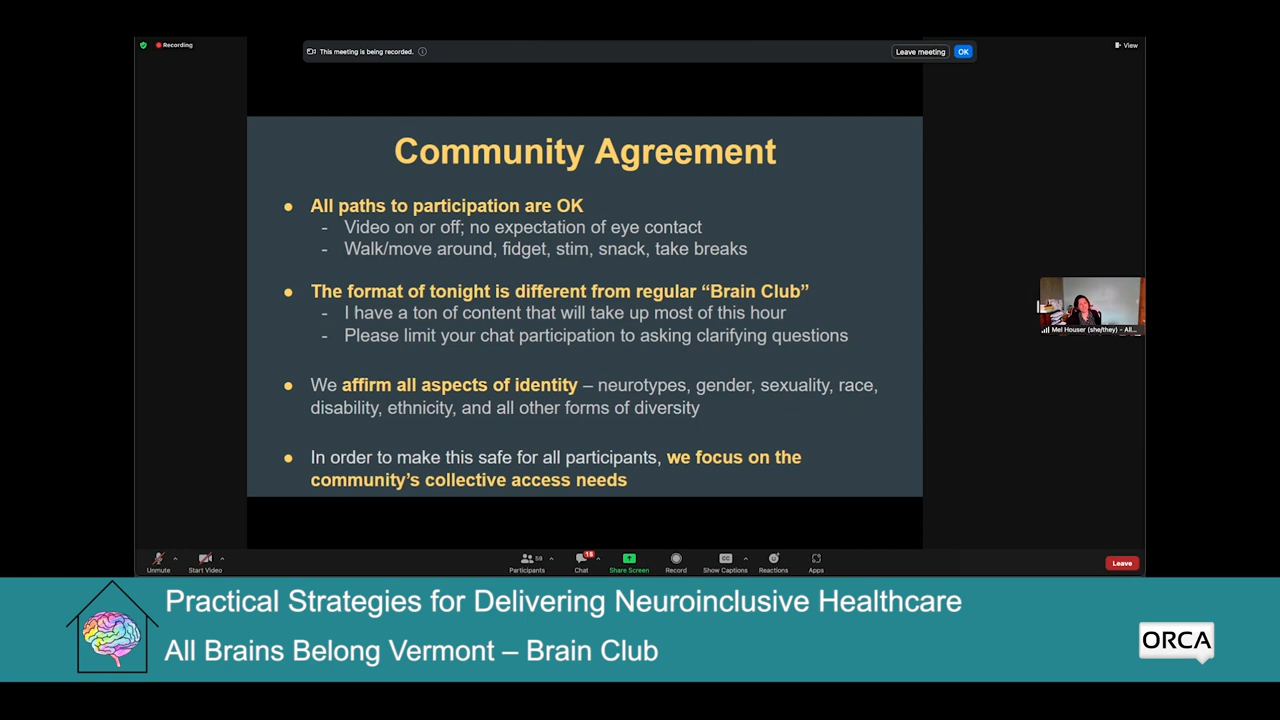 Recording
This meeting is being recorded.
Leave meeting
OK
View
Community Agreement
● All paths to participation are OK
- Video on or off; no expectation of eye contact
- Walk/move around, fidget, stim, snack, take breaks
● The format of tonight is different from regular “Brain Club”
- I have a ton of content that will take up most of this hour
- Please limit your chat participation to asking clarifying questions
● We affirm all aspects of identity – neurotypes, gender, sexuality, race,
disability, ethnicity, and all other forms of diversity
● In order to make this safe for all participants, we focus on the
community’s collective access needs
Mel Houser (she/they) - All...
59
15
CC
Unmute
Start Video
Participants
Chat
Share Screen
Record
Show Captions
Reactions
Apps
Leave
Practical Strategies for Delivering Neuroinclusive Healthcare
All Brains Belong Vermont – Brain Club
ORCA